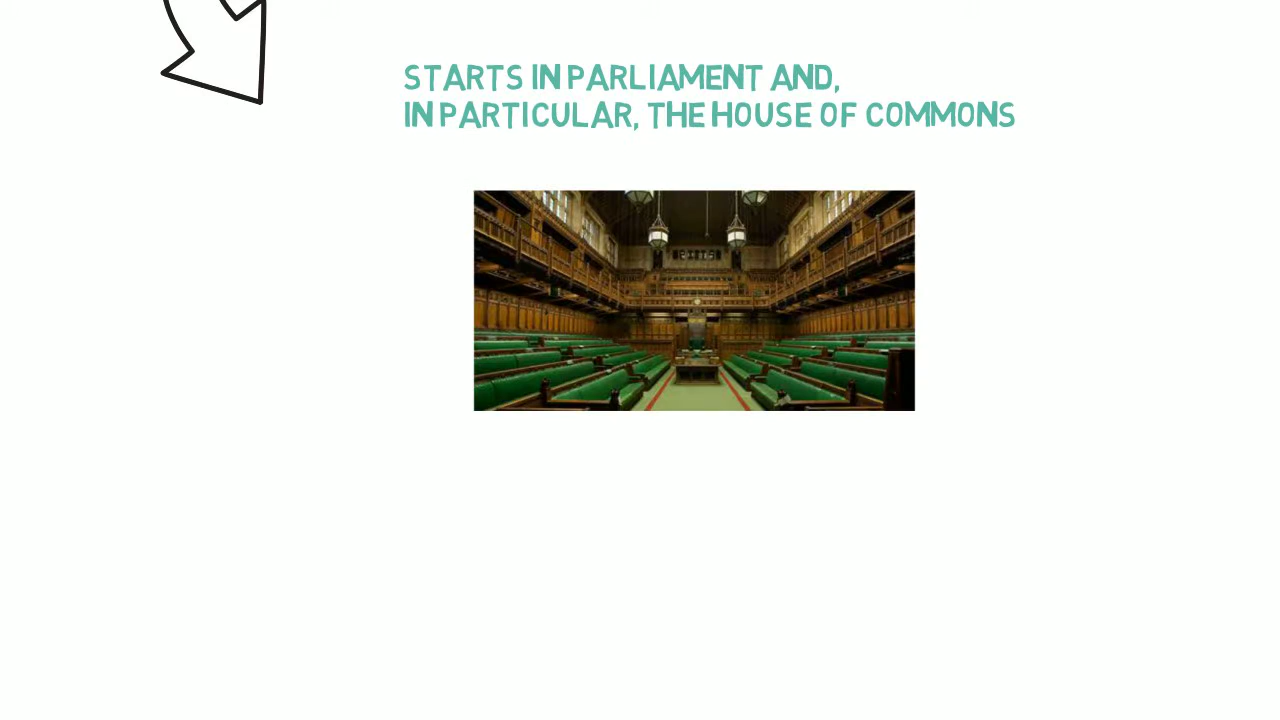 STARTS IN PARLIAMENT AND,
IN PARTICULAR, THE HOUSE OF COMMONS